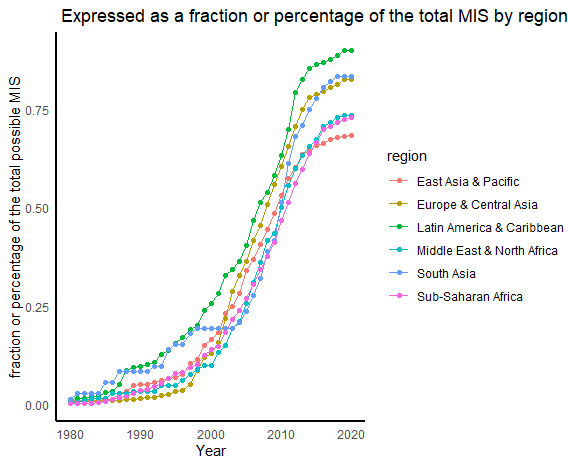 Expressed as a fraction or percentage of the total MIS by region
fraction or percentage of the total possible MIS
0.75
0.50
0.25
0.00
1980
1990
2000
2010
2020
Year
region
East Asia & Pacific
Europe & Central Asia
Latin America & Caribbean
Middle East & North Africa
South Asia
Sub-Saharan Africa